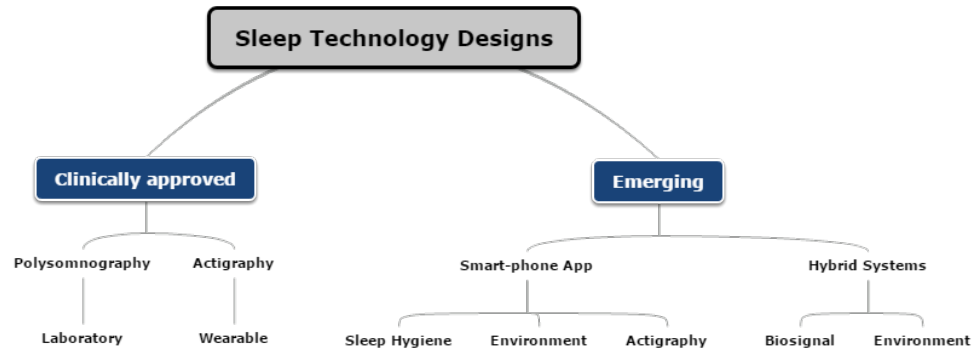 Sleep Technology Designs
Clinically approved
Emerging
Polysomnography
Actigraphy
Smart-phone App
Hybrid Systems
Laboratory
Wearable
Sleep Hygiene
Environment
Actigraphy
Biosignal
Environment